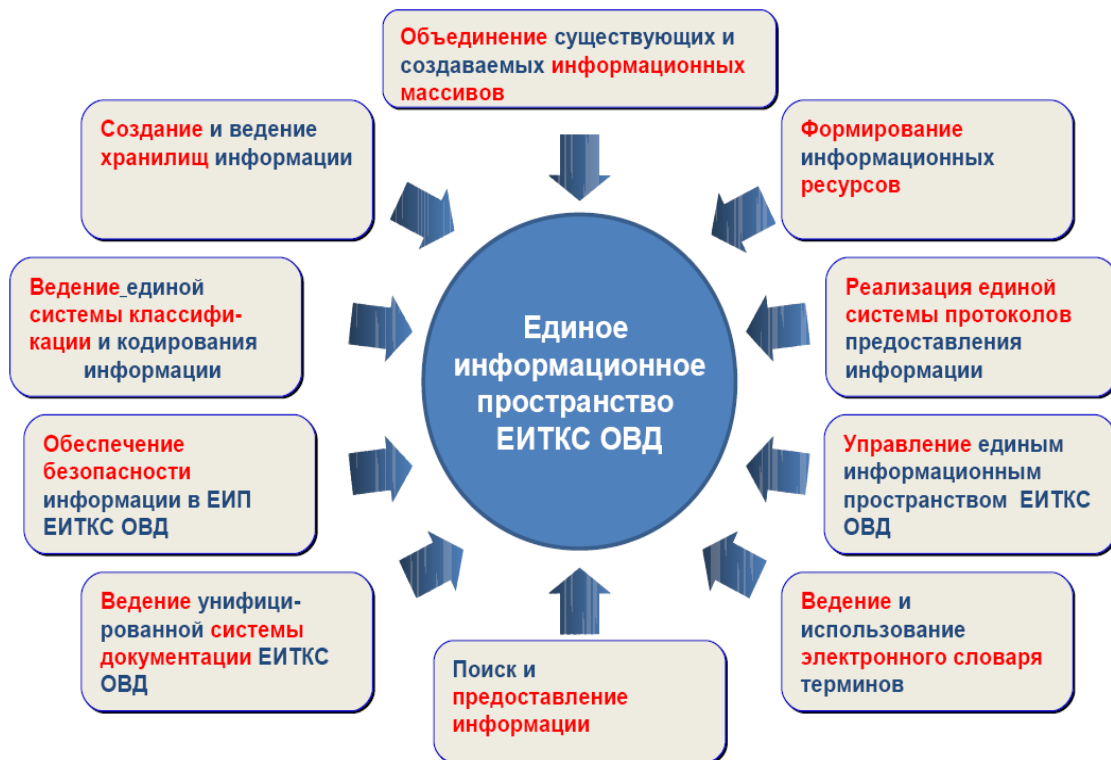 Объединение существующих и
создаваемых информационных
массивов
Создание и ведение
хранилищ информации
Формирование
информационных
ресурсов
Ведение_единой
системы классифи-
кации и кодирования
информации
Реализация единой
системы протоколов
предоставления
информации
Единое
информационное
пространство
ЕИТКС ОВД
Обеспечение
безопасности
информации в ЕИП
ЕИТКС ОВД
Управление единым
информационным
пространством ЕИТКС
ОВД
Ведение унифици-
рованной системы
документации ЕИТКС
ОВД
Поиск и
предоставление
информации
Ведение и
использование
электронного словаря
терминов